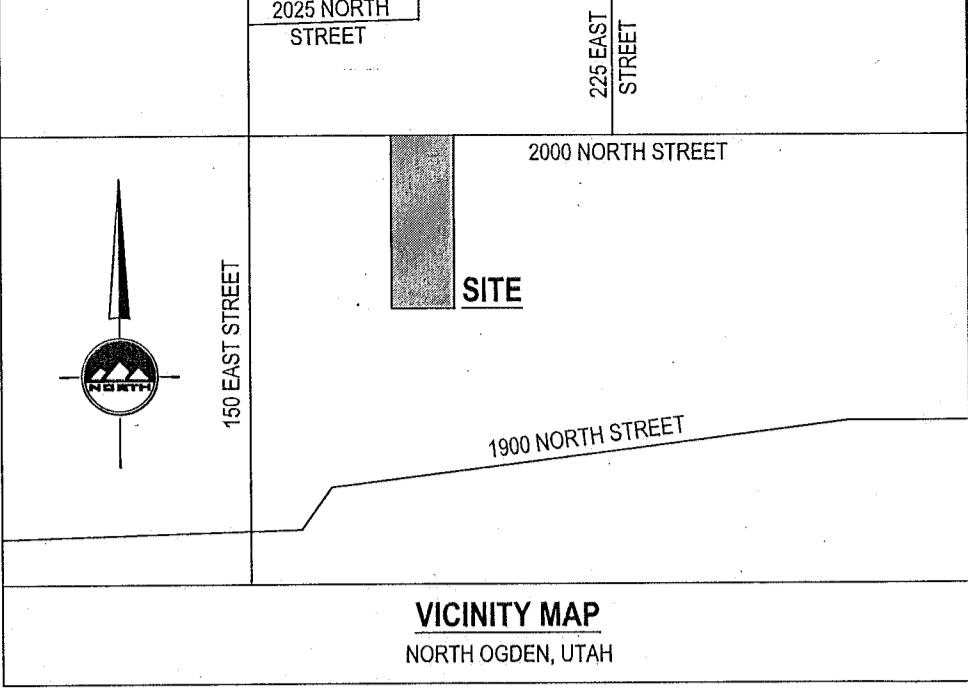 2025 NORTH
STREET
225 EAST
STREET
2000 NORTH STREET
SITE
150 EAST STREET
NORTH
1900 NORTH STREET
VICINITY MAP
NORTH OGDEN, UTAH